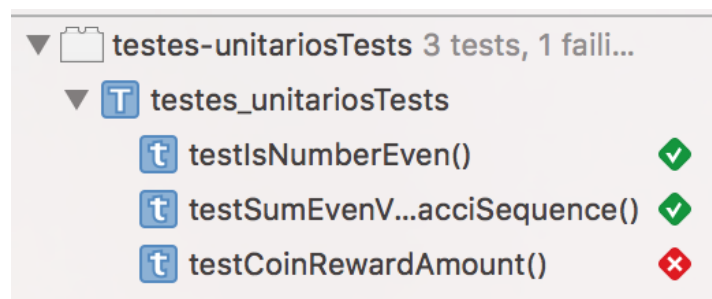 testes-unitariosTests 3 tests, 1 faili...
T testes_unitariosTests
t testIsNumberEven()
t testSumEvenV...acciSequence()
t testCoinRewardAmount()